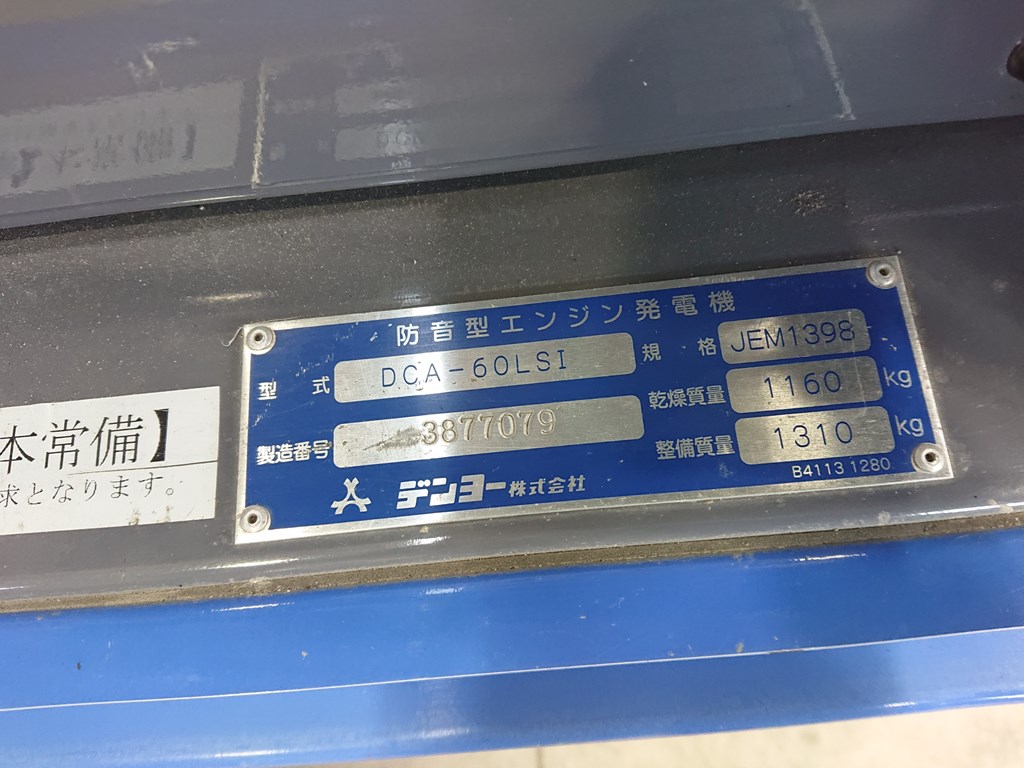 防音型エンジン発電機
型式 DCA-60LSI
規格 JEM1398
製造番号 3877079
乾燥質量 1160 kg
整備質量 1310 kg
デンヨー株式会社
B4113 1280
本常備】
求となります。